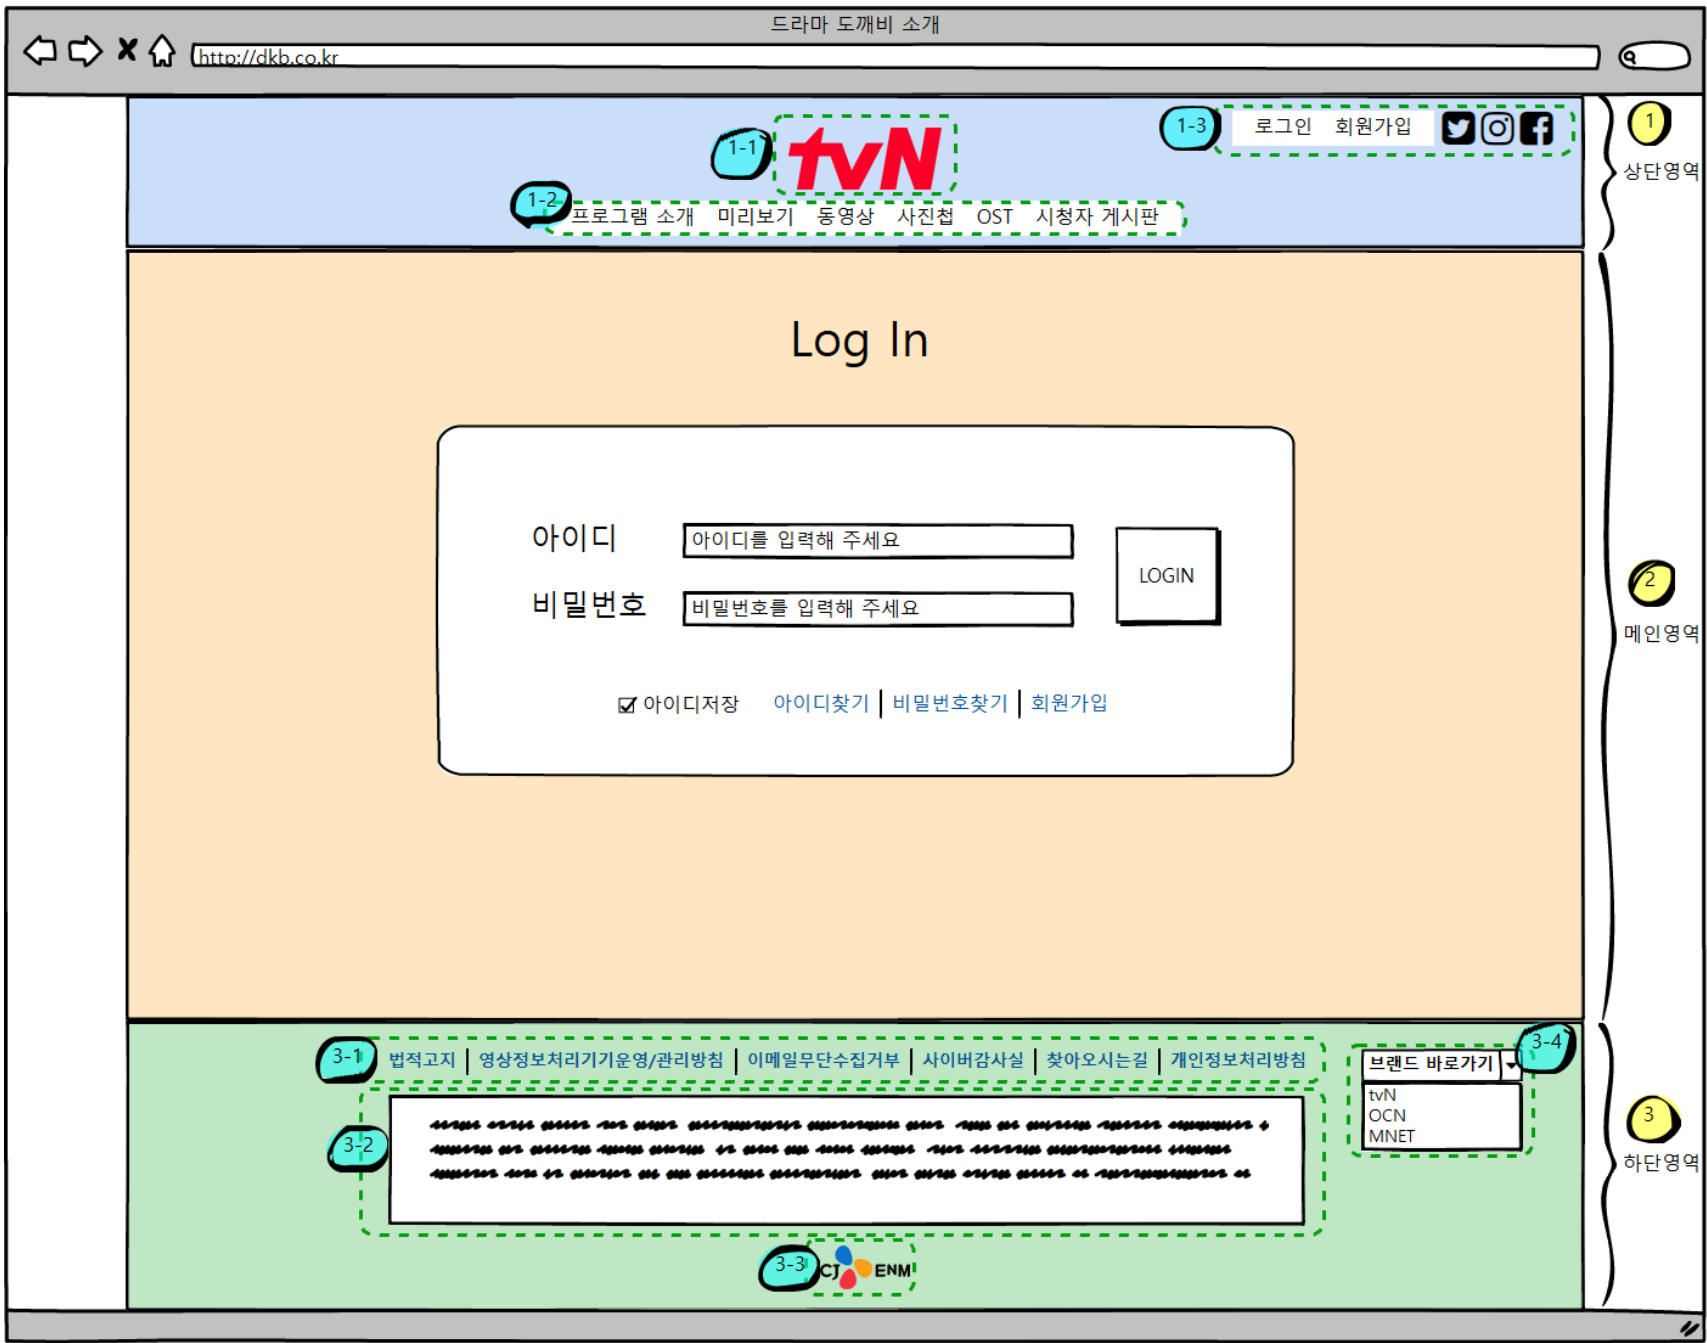 드라마 도깨비 소개
http://dkb.co.kr
1-1
tvN
1-3
로그인 회원가입
1
상단영역
1-2
프로그램 소개 미리보기 동영상 사진첩 OST 시청자 게시판
Log In
아이디
아이디를 입력해 주세요
LOGIN
비밀번호
비밀번호를 입력해 주세요
아이디저장 아이디찾기 | 비밀번호찾기 | 회원가입
2
메인영역
3-1
법적고지 | 영상정보처리기기운영/관리방침 | 이메일무단수집거부 | 사이버감사실 | 찾아오시는길 | 개인정보처리방침
3-4
브랜드 바로가기
tvN
OCN
MNET
3-2
3
하단영역
3-3
CJ ENM